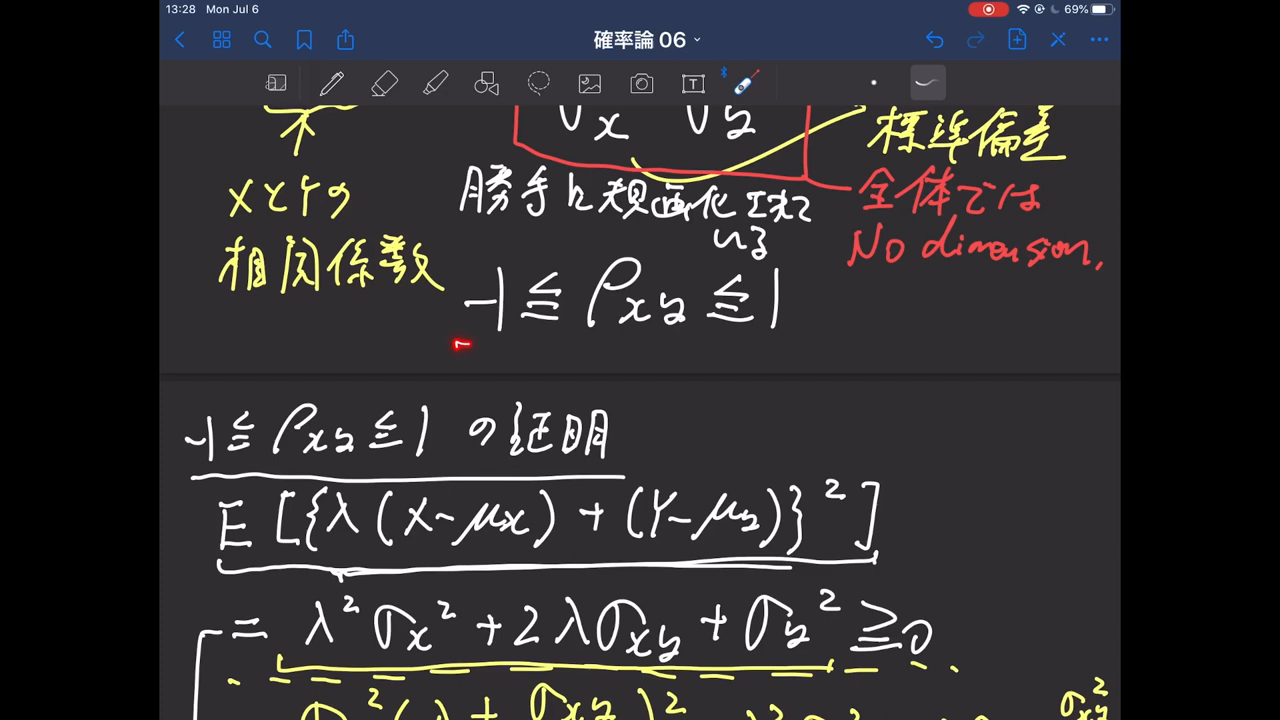 13:28 Mon Jul 6
69%
確率論 06
σx σy
標準偏差
XとYの
相関係数
勝手に規画化されて
いる
全体では
No dimension,
-1 ≦ ρxy ≦ 1
-1 ≦ ρxy ≦ 1 の証明
E[{λ(X-μx) + (Y-μy)}²]
= λ²σx² + 2λσxy + σy² ≧ 0